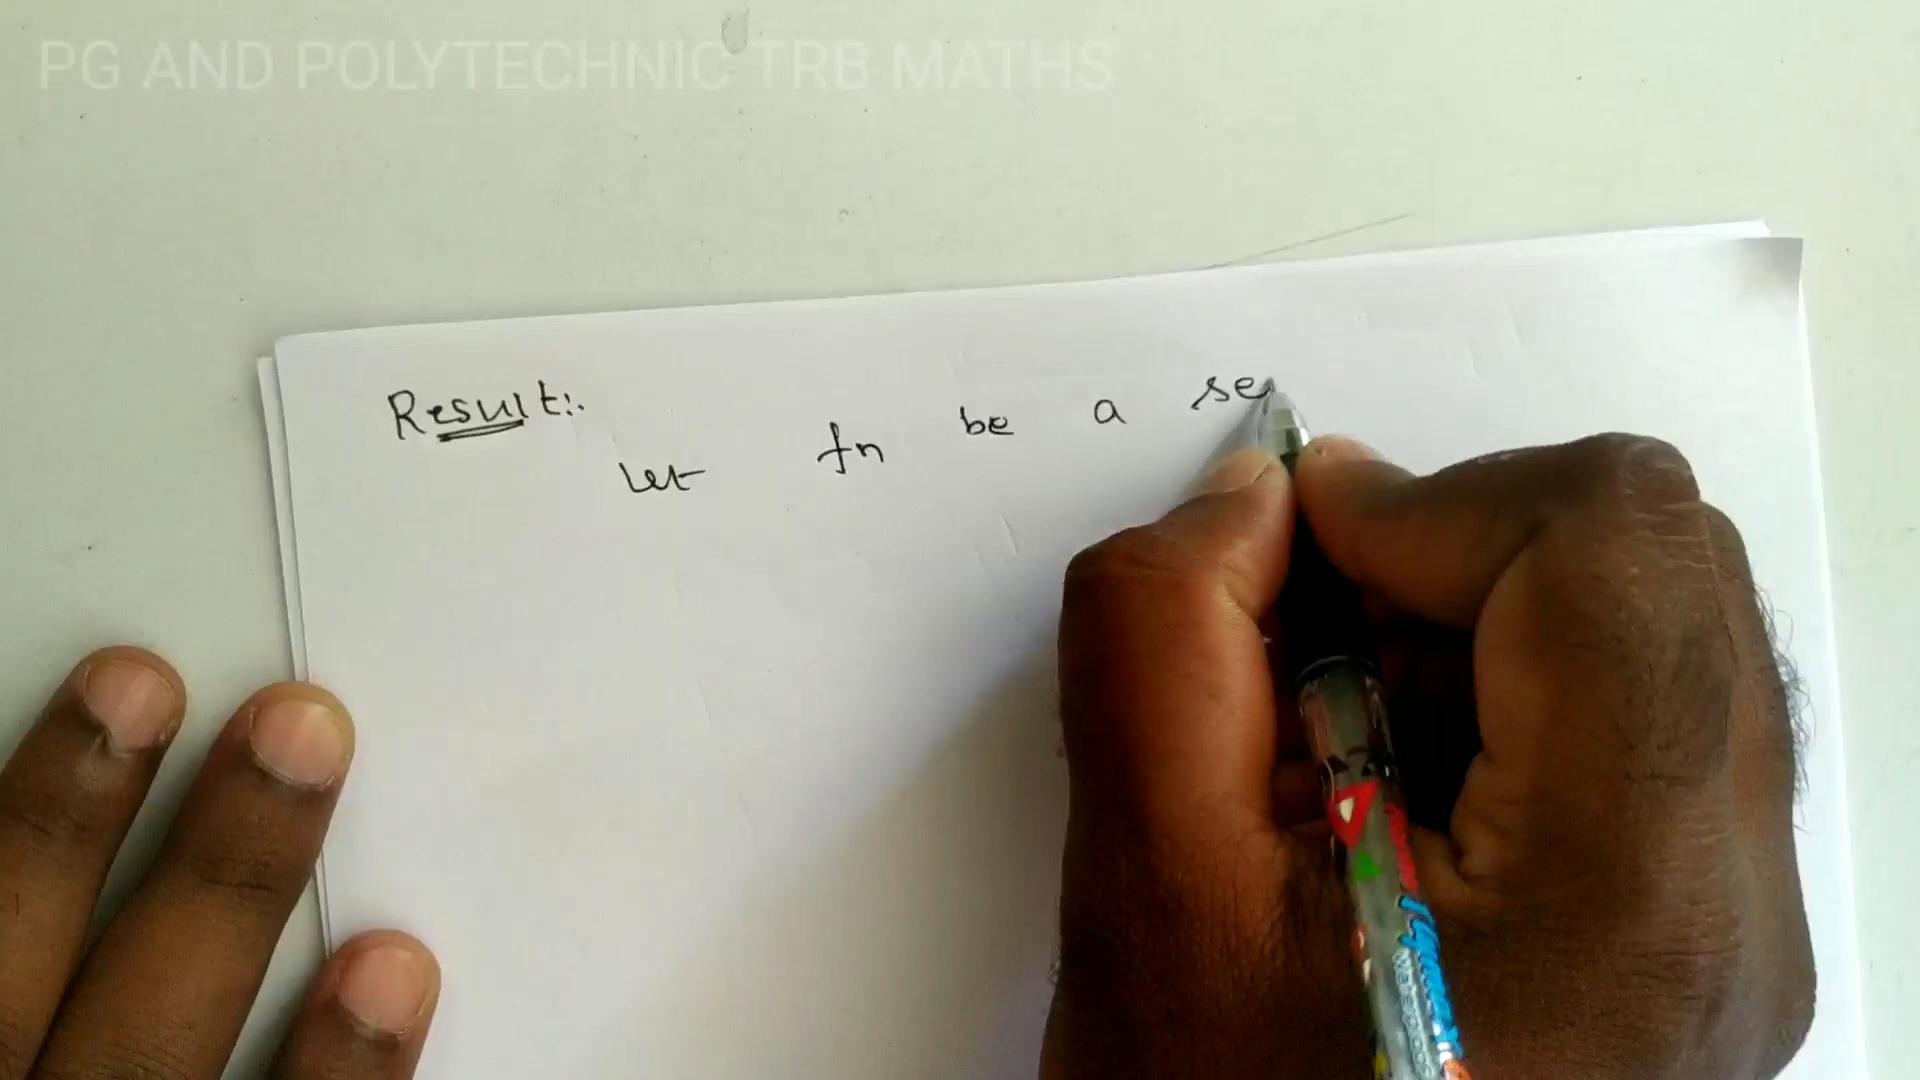 PG AND POLYTECHNIC TRB MATHS
Result:.
let fn be a se